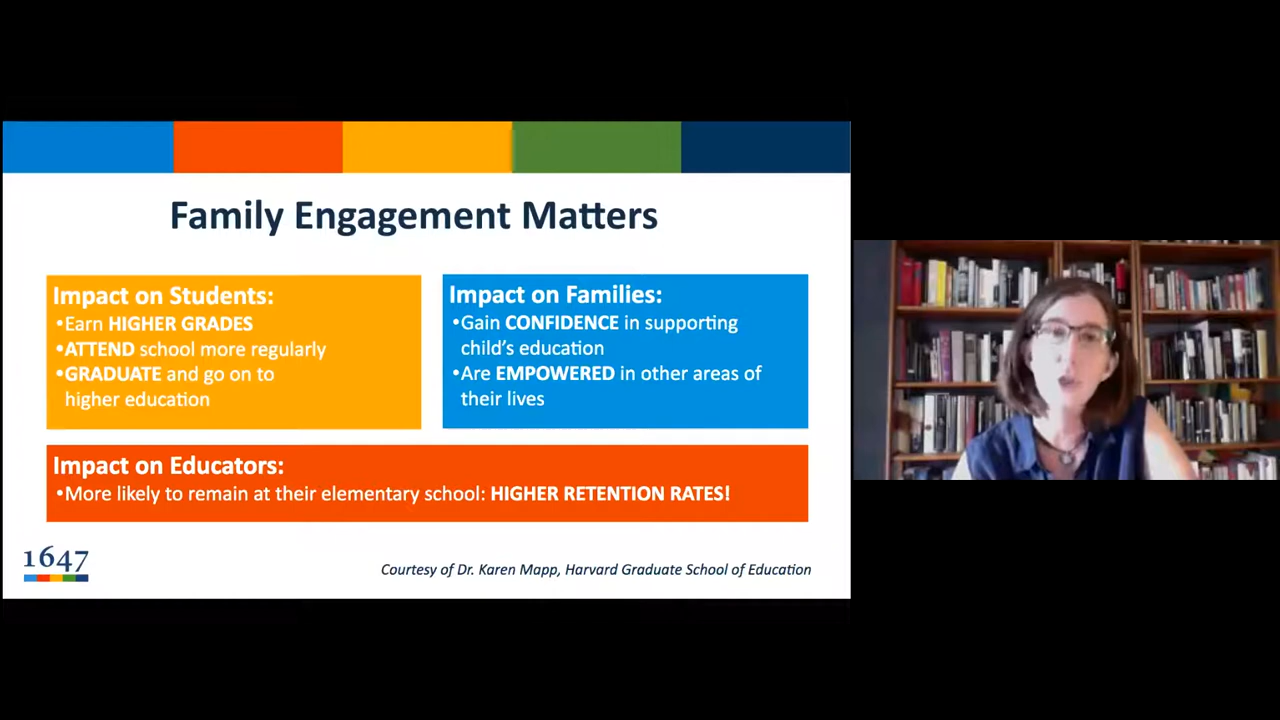 Family Engagement Matters
Impact on Students:
•Earn HIGHER GRADES
•ATTEND school more regularly
•GRADUATE and go on to
higher education
Impact on Families:
•Gain CONFIDENCE in supporting
child’s education
•Are EMPOWERED in other areas of
their lives
Impact on Educators:
•More likely to remain at their elementary school: HIGHER RETENTION RATES!
1647
Courtesy of Dr. Karen Mapp, Harvard Graduate School of Education